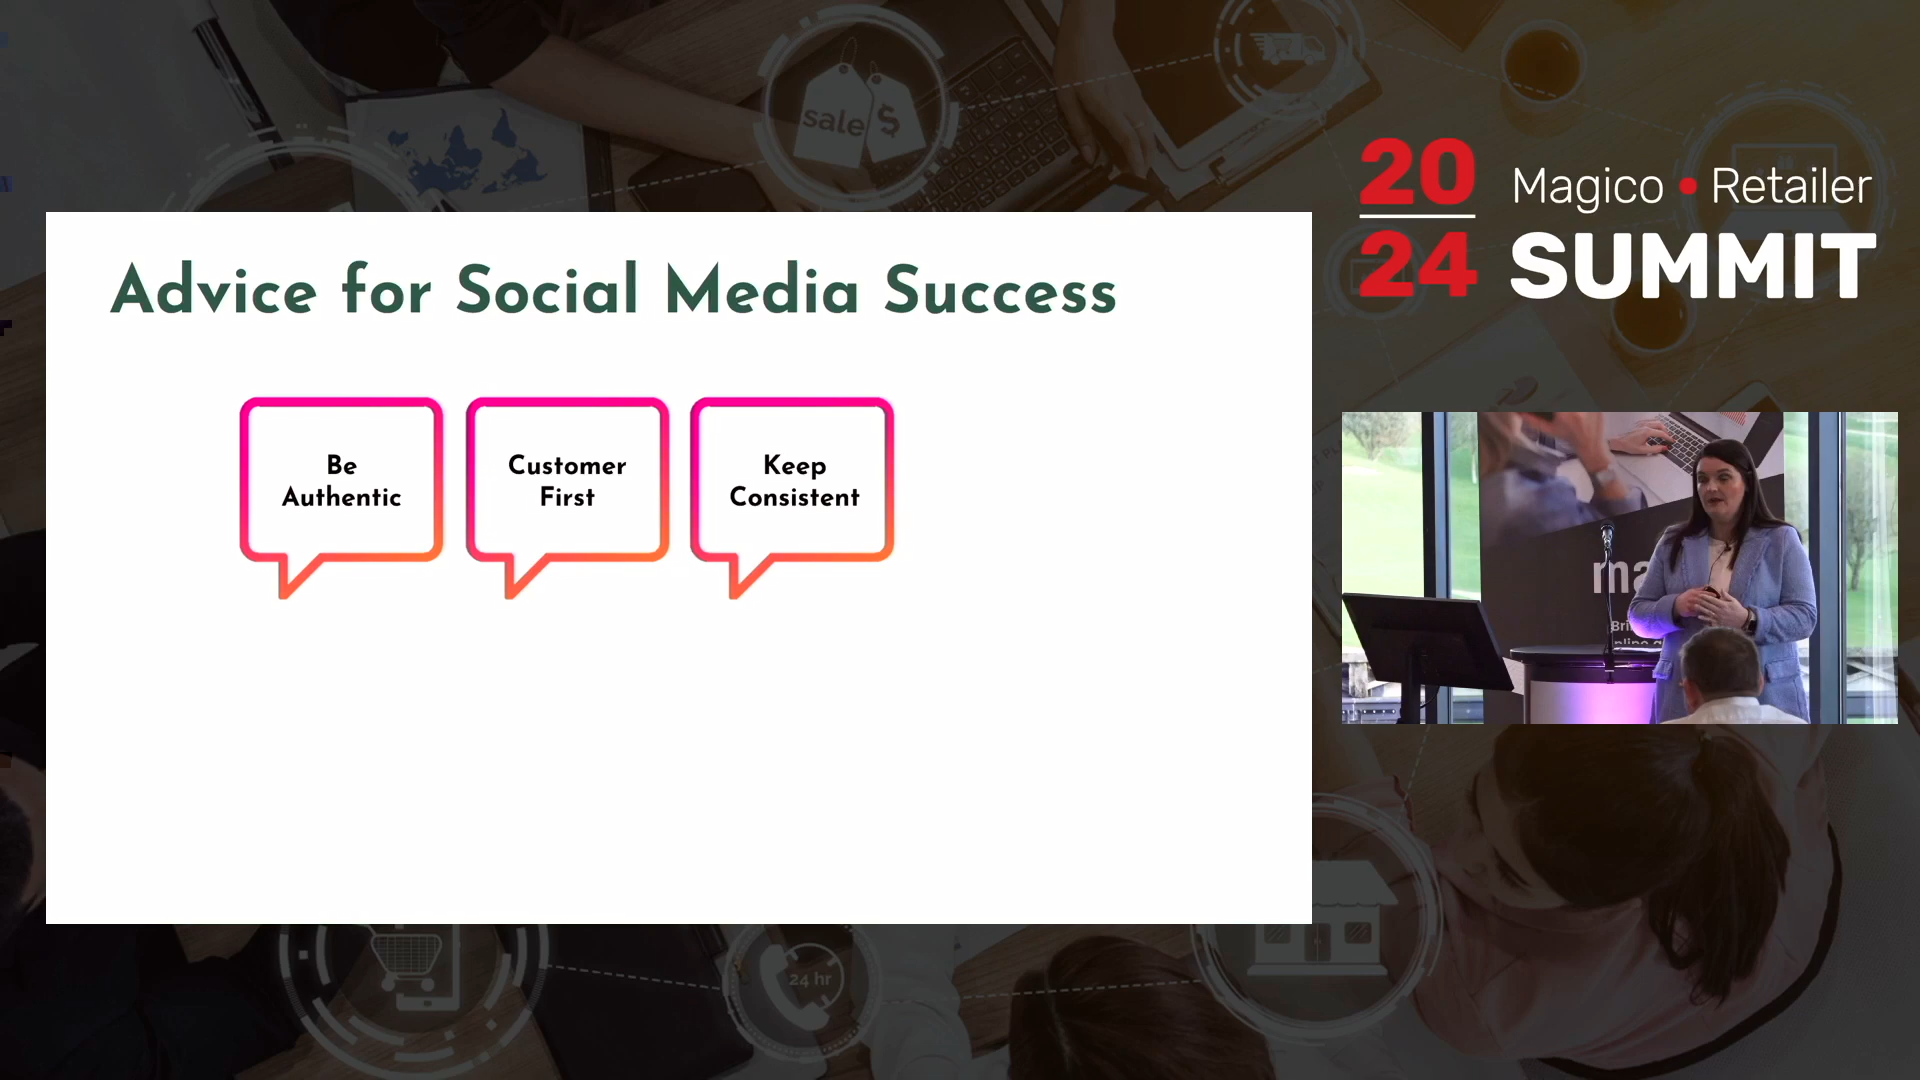 sale $
20
24
Magico • Retailer
SUMMIT
Advice for Social Media Success
Be
Authentic
Customer
First
Keep
Consistent
24 hr